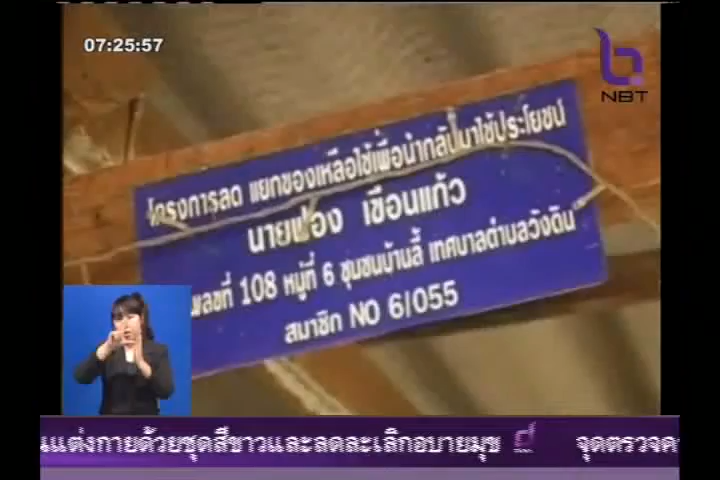 07:25:57
NBT
โครงการลด แยกของเหลือใช้เพื่อนำกลับมาใช้ประโยชน์
นายฟอง เขื่อนแก้ว
เลขที่ 108 หมู่ที่ 6 ชุมชนบ้านลี้ เทศบาลตำบลวังดิน
สมาชิก NO 6/055
นแต่งกายด้วยชุดสีขาวและลดละเลิกอบายมุข จุดตรวจคว